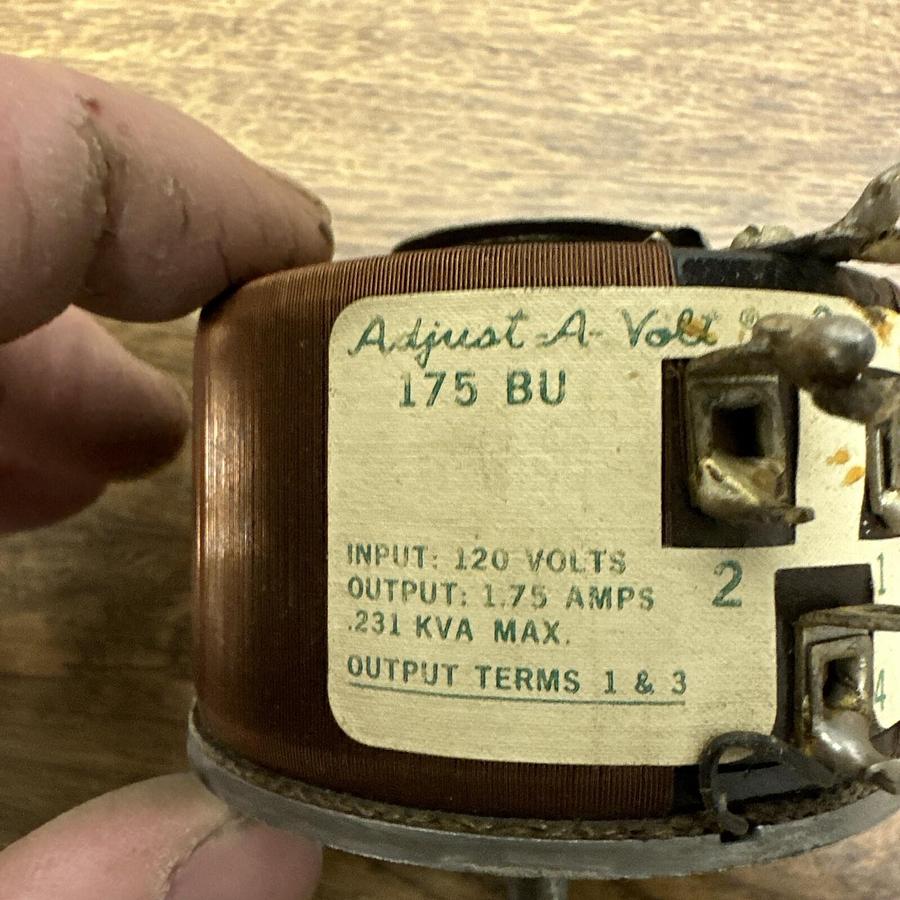 Adjust-A-Volt ®
175 BU
INPUT: 120 VOLTS
OUTPUT: 1.75 AMPS
.231 KVA MAX.
OUTPUT TERMS 1 & 3
2
1
4